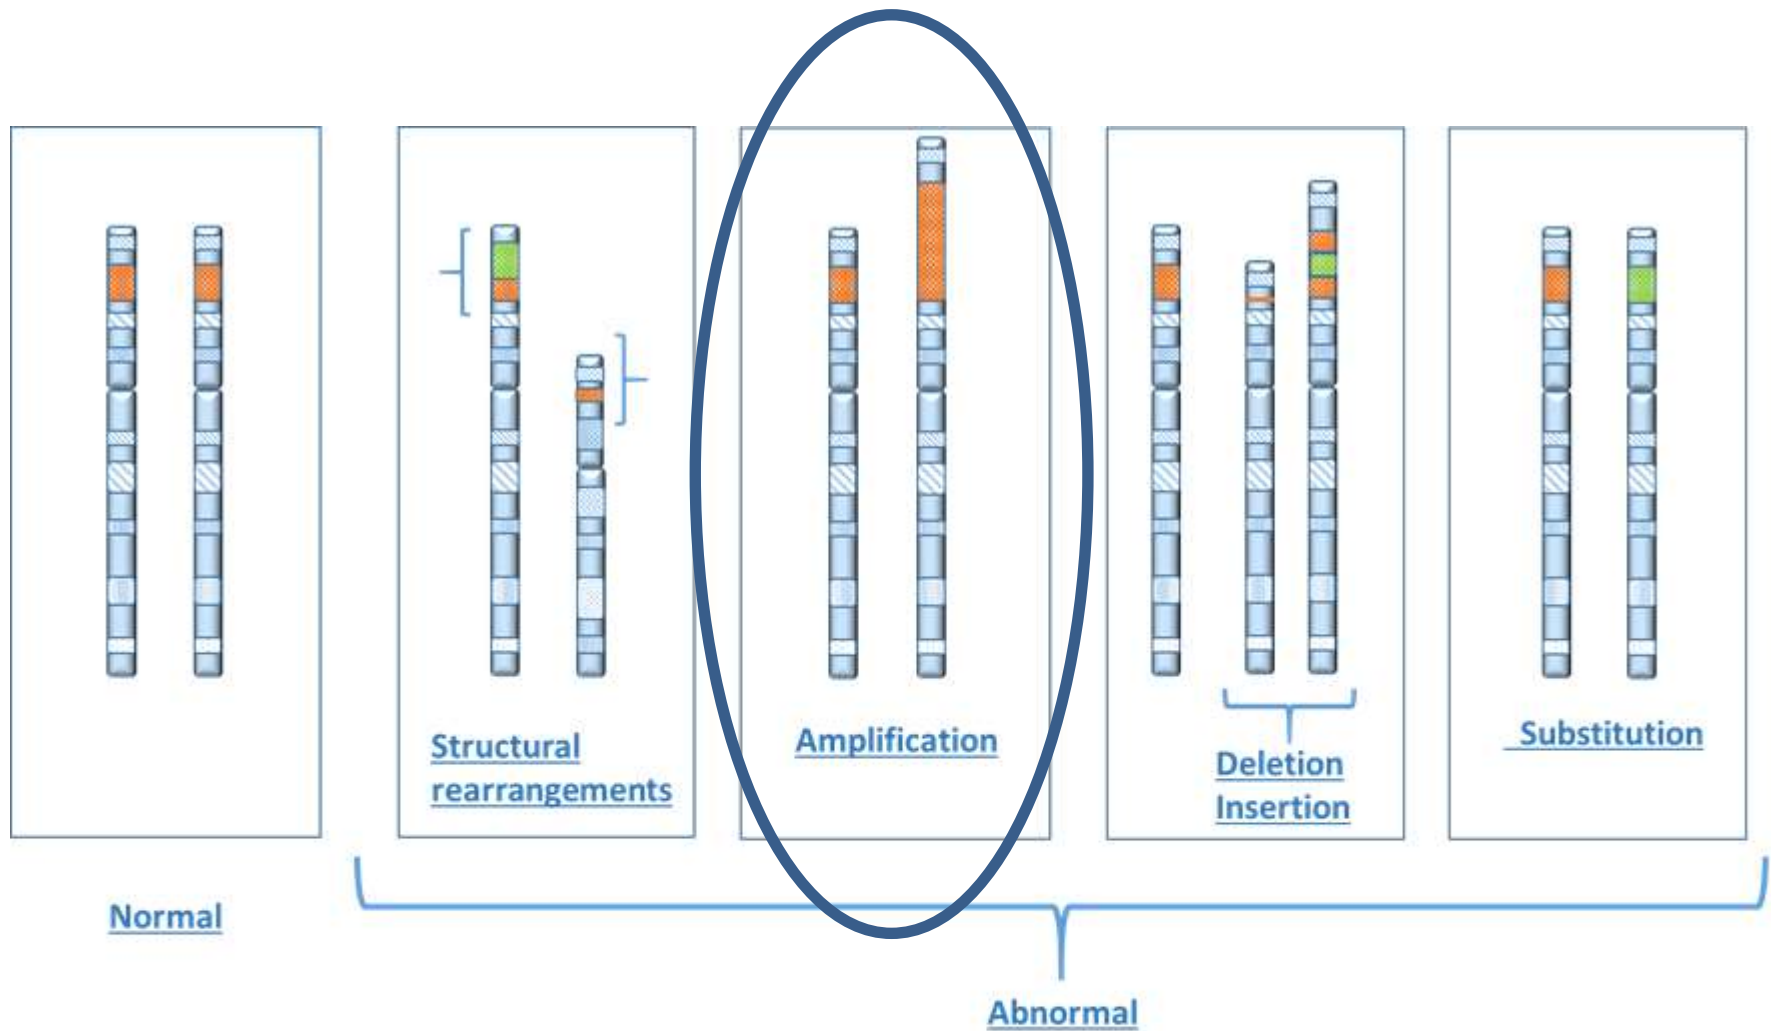 Structural
rearrangements
Amplification
Deletion
Insertion
Substitution
Normal
Abnormal